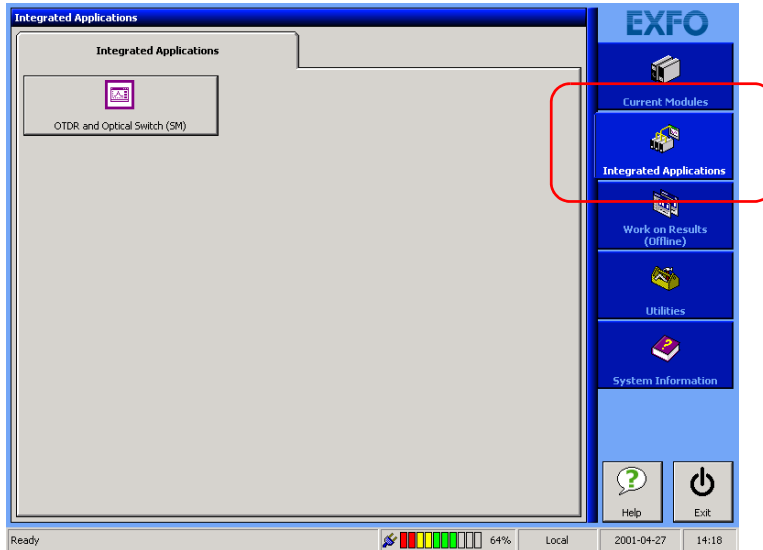 Integrated Applications
EXFO
Integrated Applications
OTDR and Optical Switch (SM)
Current Modules
Integrated Applications
Work on Results
(Offline)
Utilities
System Information
Help
Exit
Ready
64%
Local
2001-04-27
14:18